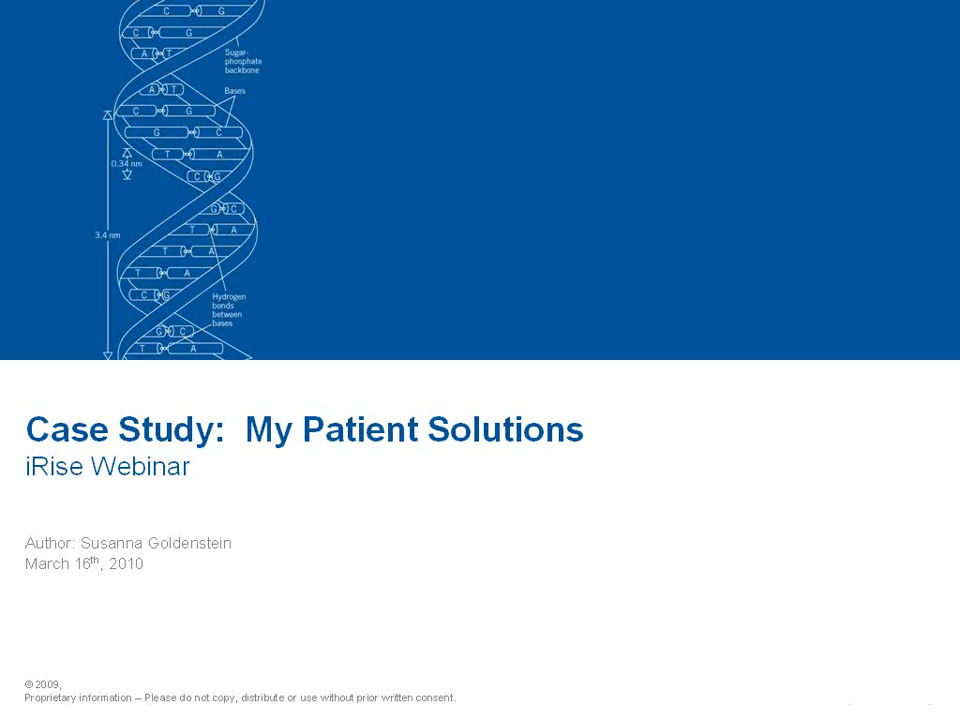 C G
C G
A T
Sugar-
phosphate
backbone
A T
Bases
C G
G C
T A
0.34 nm
C G
G C
T A
3.4 nm
T A
T A
C G
Hydrogen
bonds
between
bases
G C
T A
Case Study: My Patient Solutions
iRise Webinar
Author: Susanna Goldenstein
March 16th, 2010
© 2009,
Proprietary information – Please do not copy, distribute or use without prior written consent.